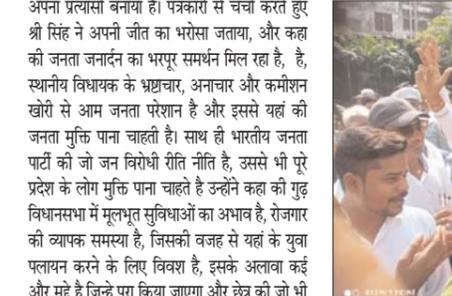 अपना प्रत्यासी बनाया है। पत्रकारों से चर्चा करते हुए
श्री सिंह ने अपनी जीत का भरोसा जताया, और कहा
की जनता जनार्दन का भरपूर समर्थन मिल रहा है, है,
स्थानीय विधायक के भ्रष्टाचार, अनाचार और कमीशन
खोरी से आम जनता परेशान है और इससे यहां की
जनता मुक्ति पाना चाहती है। साथ ही भारतीय जनता
पार्टी की जो जन विरोधी रीति नीति है, उससे भी पूरे
प्रदेश के लोग मुक्ति पाना चाहते है उन्होंने कहा की गुढ़
विधानसभा में मूलभूत सुविधाओं का अभाव है, रोजगार
की व्यापक समस्या है, जिसकी वजह से यहां के युवा
पलायन करने के लिए विवश है, इसके अलावा कई
और मुद्दे है जिन्हे पूरा किया जाएगा और छेत्र की जो भी